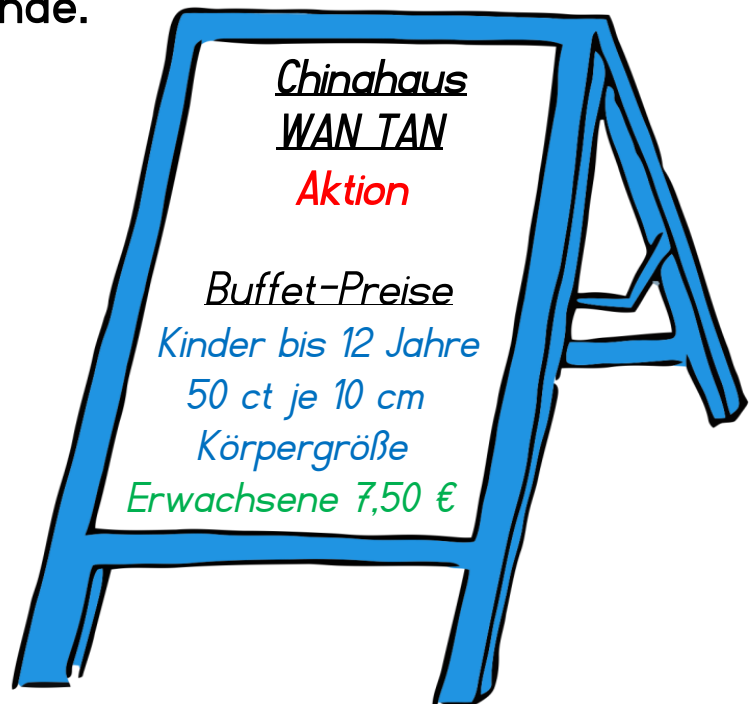 nde.
Chinahaus
WAN TAN
Aktion
Buffet-Preise
Kinder bis 12 Jahre
50 ct je 10 cm
Körpergröße
Erwachsene 7,50 €